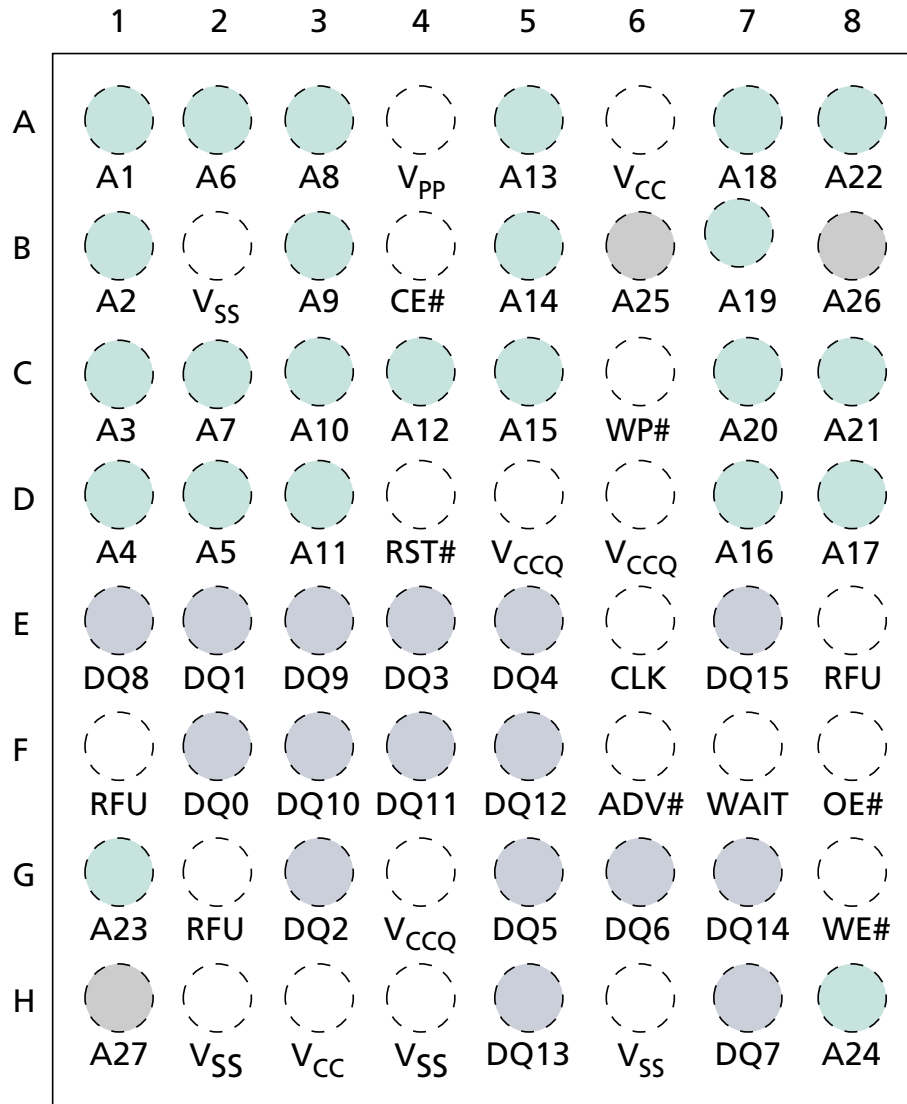 1 2 3 4 5 6 7 8
A
A1 A6 A8 VPP A13 VCC A18 A22
B
A2 VSS A9 CE# A14 A25 A19 A26
C
A3 A7 A10 A12 A15 WP# A20 A21
D
A4 A5 A11 RST# VCCQ VCCQ A16 A17
E
DQ8 DQ1 DQ9 DQ3 DQ4 CLK DQ15 RFU
F
RFU DQ0 DQ10 DQ11 DQ12 ADV# WAIT OE#
G
A23 RFU DQ2 VCCQ DQ5 DQ6 DQ14 WE#
H
A27 VSS VCC VSS DQ13 VSS DQ7 A24